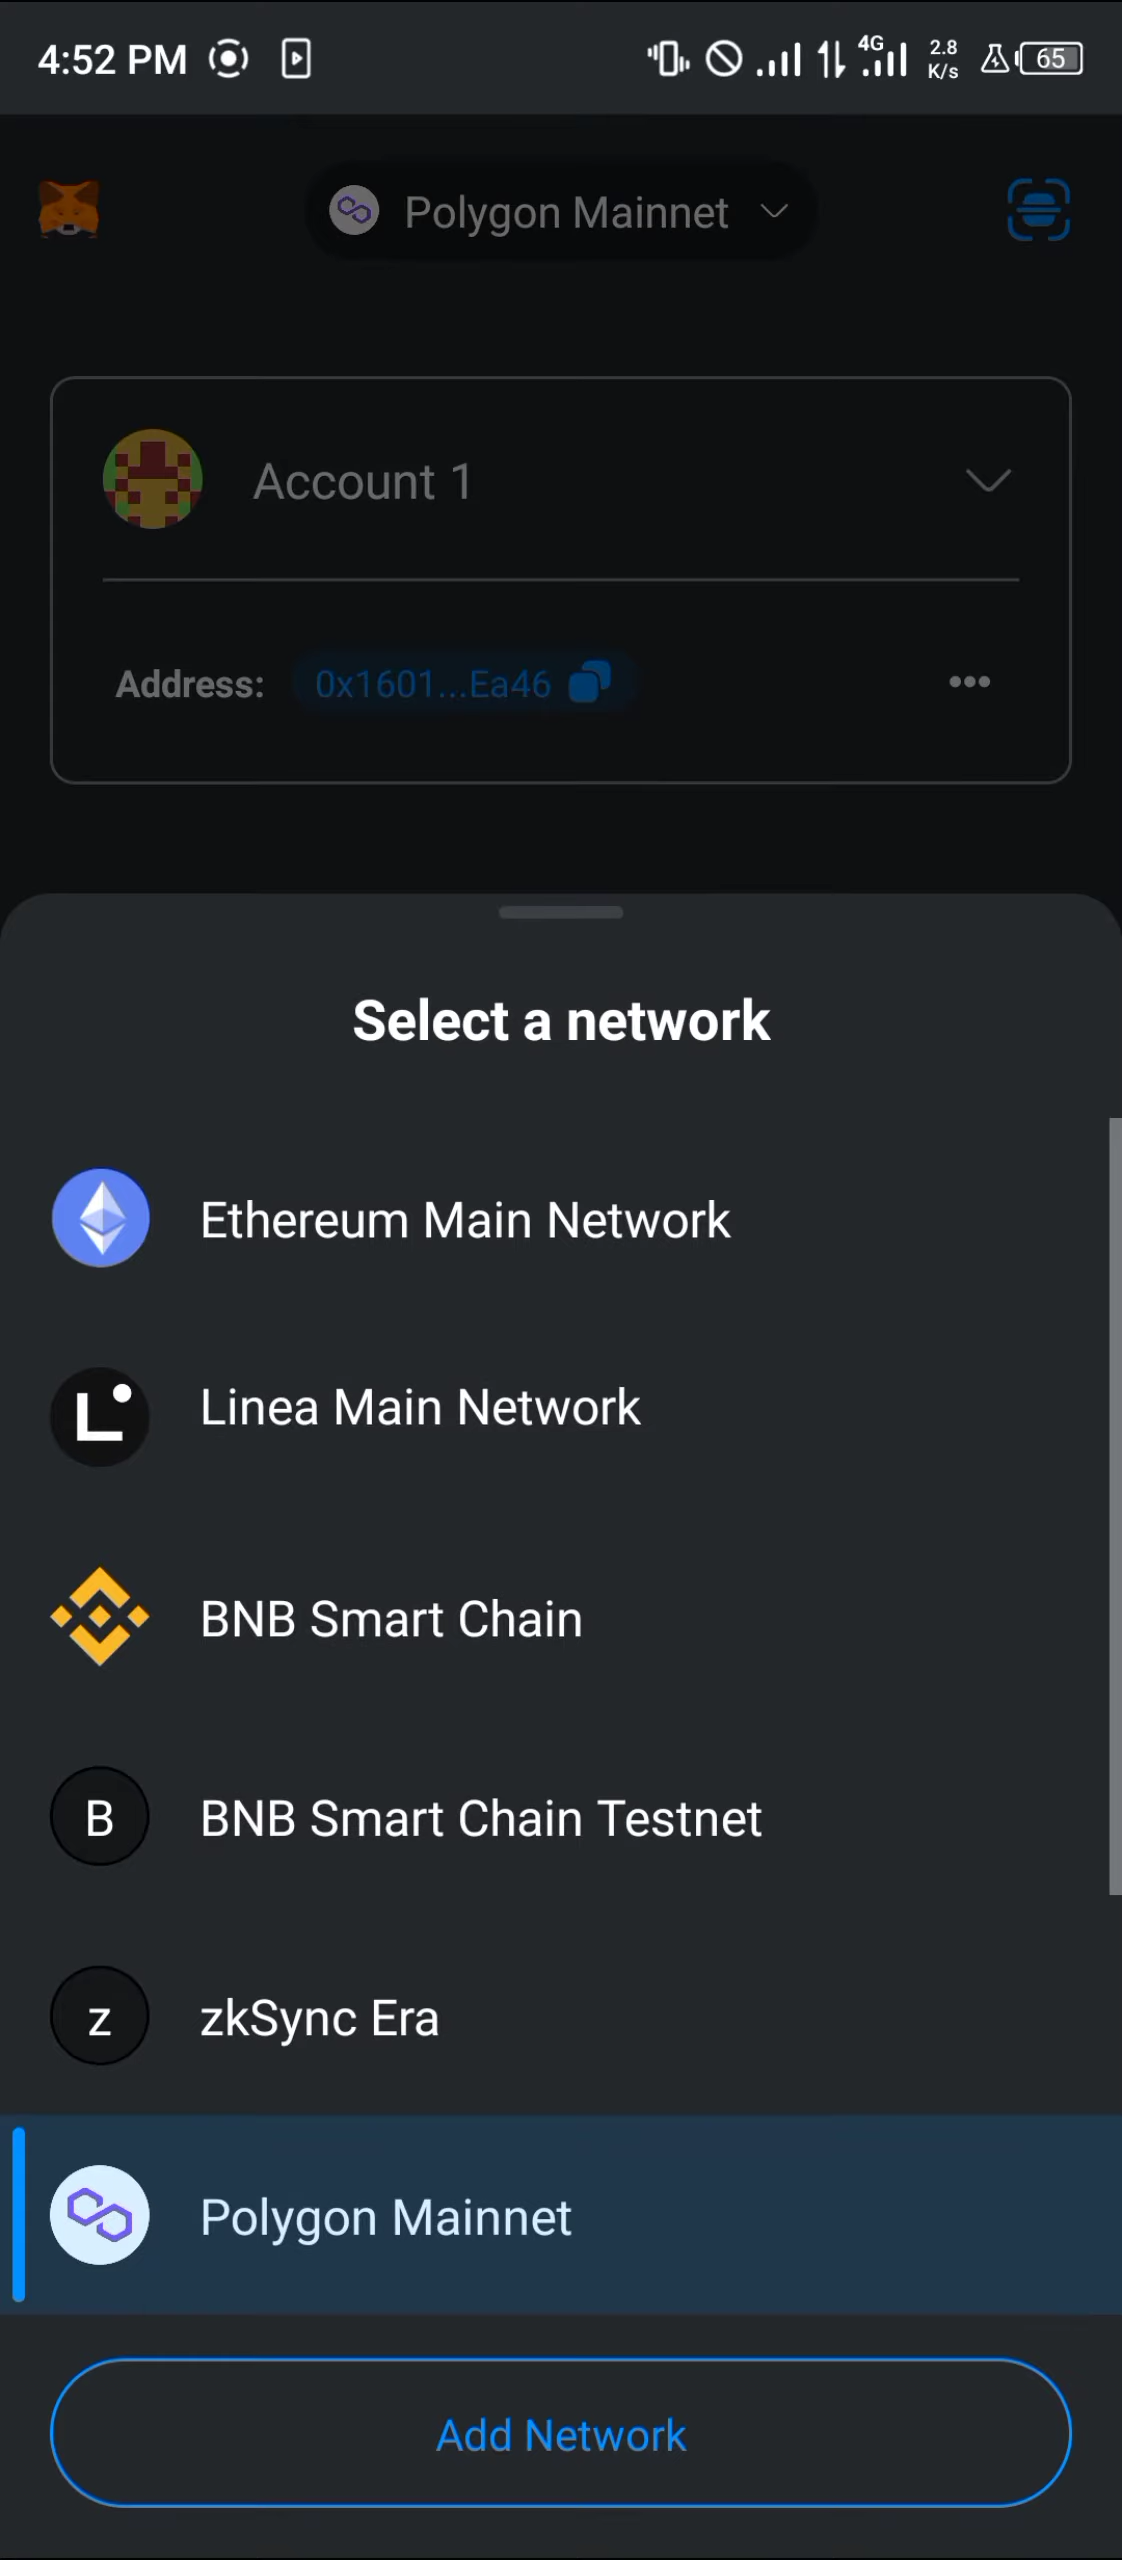 4:52 PM
4G
2.8
K/s
65
Polygon Mainnet
Account 1
Address: 0x1601...Ea46
Select a network
Ethereum Main Network
L
Linea Main Network
BNB Smart Chain
B
BNB Smart Chain Testnet
z
zkSync Era
Polygon Mainnet
Add Network